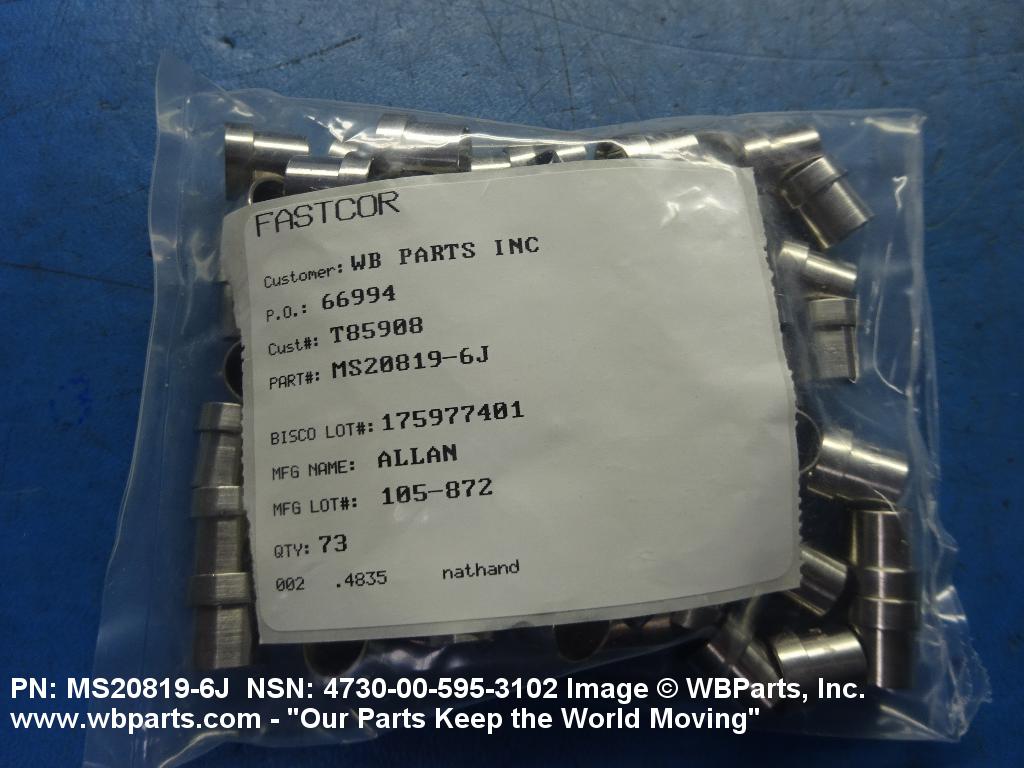 FASTCOR
Customer: WB PARTS INC
P.O.: 66994
Cust#: T85908
PART#: MS20819-6J
BISCO LOT#: 175977401
MFG NAME: ALLAN
MFG LOT#: 105-872
QTY: 73
002 .4835 nathand
PN: MS20819-6J NSN: 4730-00-595-3102 Image © WBParts, Inc.
www.wbparts.com - "Our Parts Keep the World Moving"